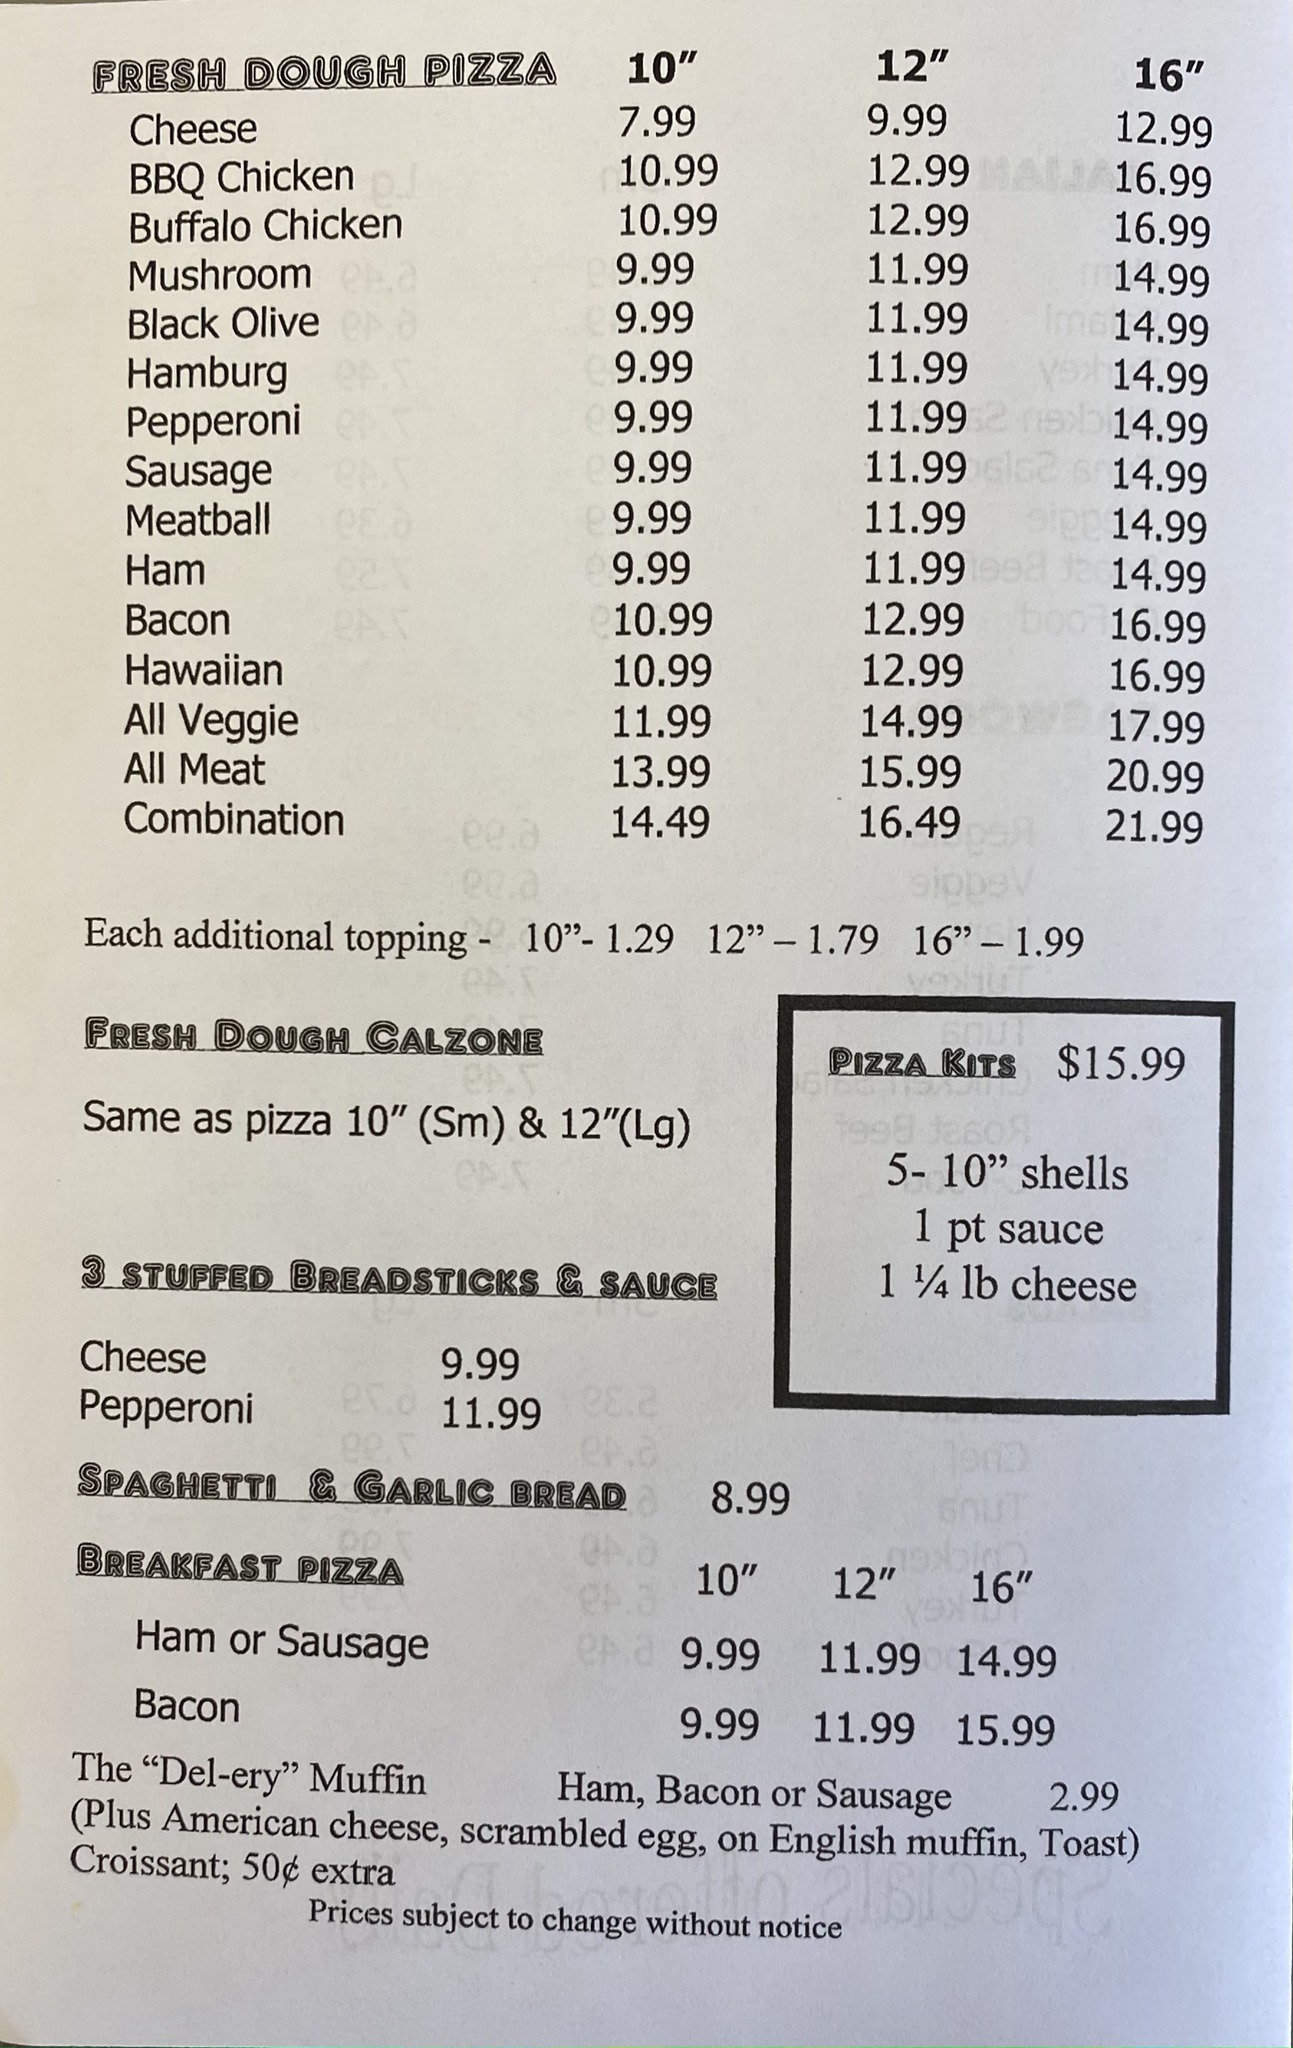 FRESH DOUGH PIZZA 10” 12” 16”
Cheese 7.99 9.99 12.99
BBQ Chicken 10.99 12.99 16.99
Buffalo Chicken 10.99 12.99 16.99
Mushroom 9.99 11.99 14.99
Black Olive 9.99 11.99 14.99
Hamburg 9.99 11.99 14.99
Pepperoni 9.99 11.99 14.99
Sausage 9.99 11.99 14.99
Meatball 9.99 11.99 14.99
Ham 9.99 11.99 14.99
Bacon 10.99 12.99 16.99
Hawaiian 10.99 12.99 16.99
All Veggie 11.99 14.99 17.99
All Meat 13.99 15.99 20.99
Combination 14.49 16.49 21.99
Each additional topping - 10”- 1.29 12” – 1.79 16” – 1.99
FRESH DOUGH CALZONE
Same as pizza 10” (Sm) & 12”(Lg)
PIZZA KITS $15.99
5- 10” shells
1 pt sauce
1 ¼ lb cheese
3 STUFFED BREADSTICKS & SAUCE
Cheese 9.99
Pepperoni 11.99
SPAGHETTI & GARLIC BREAD 8.99
BREAKFAST PIZZA 10” 12” 16”
Ham or Sausage 9.99 11.99 14.99
Bacon 9.99 11.99 15.99
The “Del-ery” Muffin Ham, Bacon or Sausage 2.99
(Plus American cheese, scrambled egg, on English muffin, Toast)
Croissant; 50¢ extra
Prices subject to change without notice